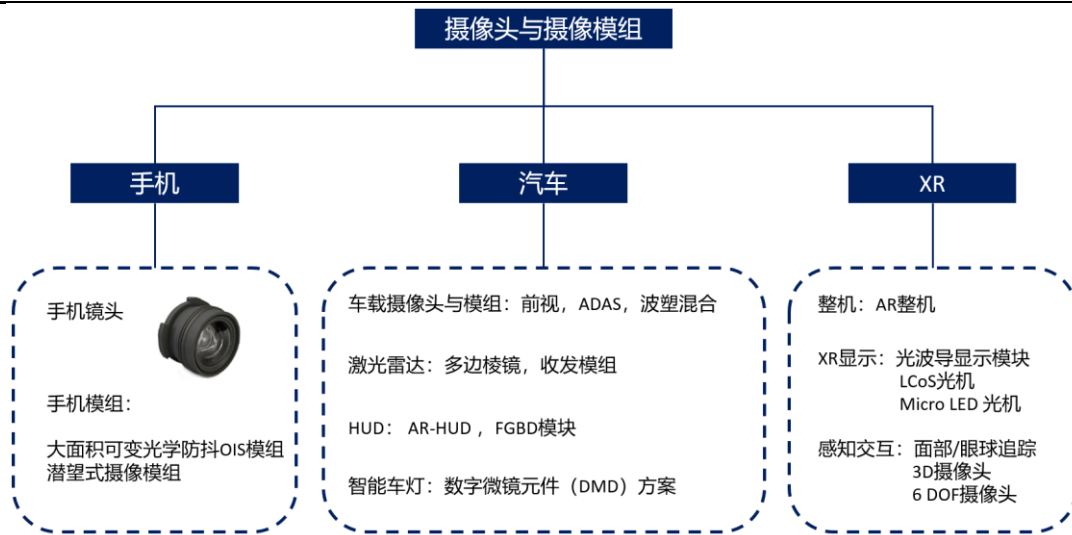 摄像头与摄像模组
手机
汽车
XR
手机镜头
手机模组：
大面积可变光学防抖OIS模组
潜望式摄像模组
车载摄像头与模组：前视，ADAS，波塑混合
激光雷达：多边棱镜，收发模组
HUD： AR-HUD ，FGBD模块
智能车灯：数字微镜元件（DMD）方案
整机：AR整机
XR显示：光波导显示模块
LCoS光机
Micro LED 光机
感知交互：面部/眼球追踪
3D摄像头
6 DOF摄像头